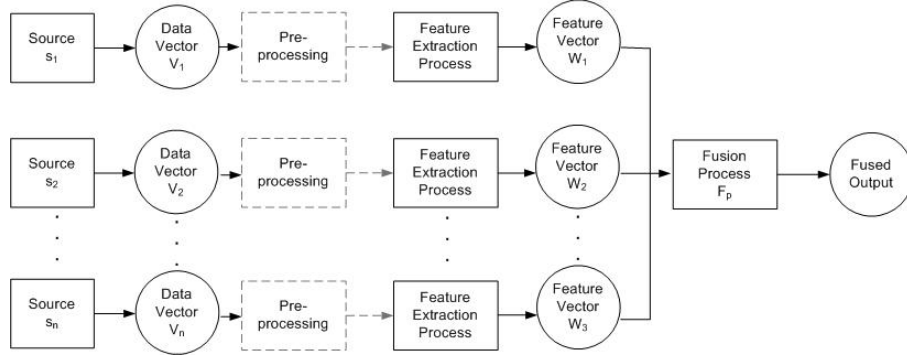 Source
s1
Data
Vector
V1
Pre-
processing
Feature
Extraction
Process
Feature
Vector
W1
Source
s2
Data
Vector
V2
Pre-
processing
Feature
Extraction
Process
Feature
Vector
W2
Fusion
Process
Fp
Fused
Output
Source
sn
Data
Vector
Vn
Pre-
processing
Feature
Extraction
Process
Feature
Vector
W3